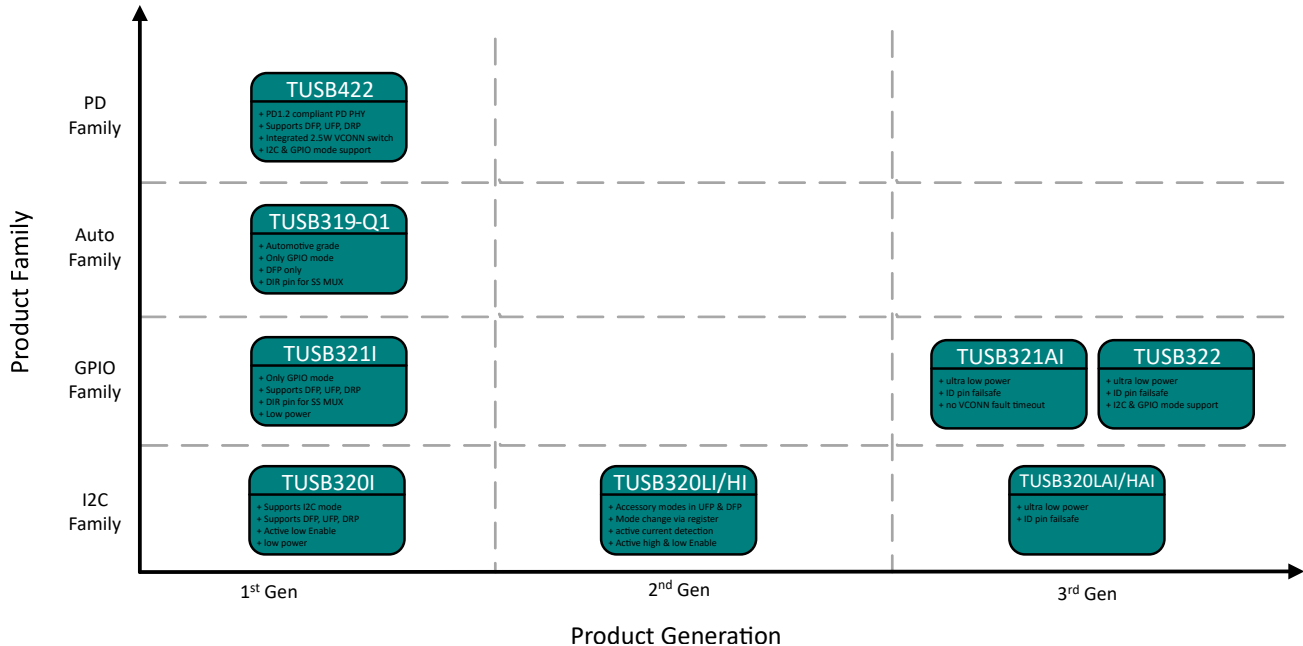 Product Family
PD
Family
TUSB422
+ PD1.2 compliant PD PHY
+ Supports DFP, UFP, DRP
+ Integrated 2.5W VCONN switch
+ I2C & GPIO mode support
Auto
Family
TUSB319-Q1
+ Automotive grade
+ Only GPIO mode
+ DFP only
+ DIR pin for SS MUX
GPIO
Family
TUSB321I
+ Only GPIO mode
+ Supports DFP, UFP, DRP
+ DIR pin for SS MUX
+ Low power
TUSB321AI
+ ultra low power
+ ID pin failsafe
+ no VCONN fault timeout
TUSB322
+ ultra low power
+ ID pin failsafe
+ I2C & GPIO mode support
I2C
Family
TUSB320I
+ Supports I2C mode
+ Supports DFP, UFP, DRP
+ Active low Enable
+ low power
TUSB320LI/HI
+ Accessory modes in UFP & DFP
+ Mode change via register
+ active current detection
+ Active high & low Enable
TUSB320LAI/HAI
+ ultra low power
+ ID pin failsafe
1st Gen
2nd Gen
3rd Gen
Product Generation